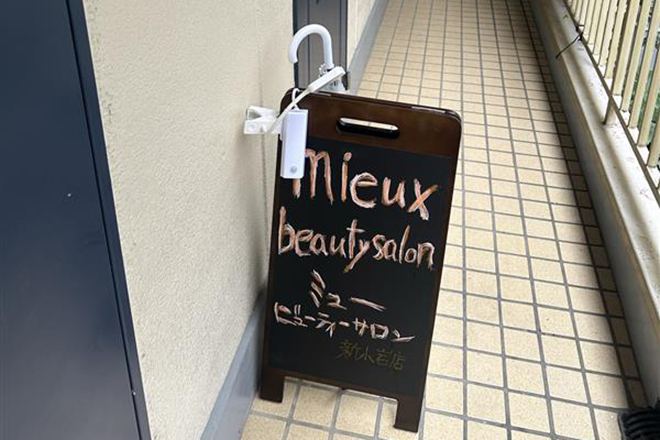 mieux
beautysalon
ミュー
ビューティーサロン
新小岩店